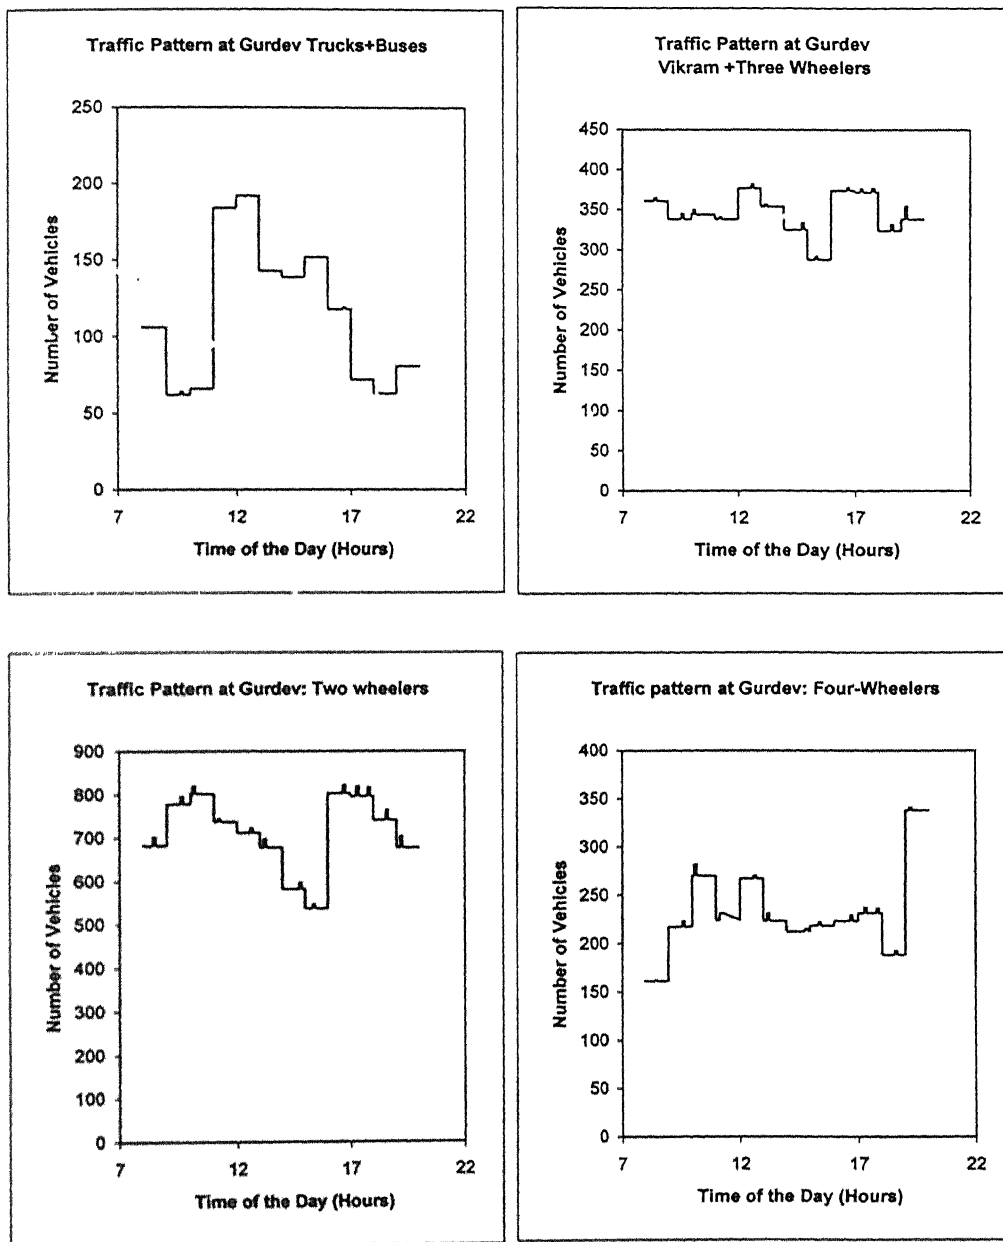 Traffic Pattern at Gurdev Trucks+Buses
250
200
150
100
50
0
7 12 17 22
Number of Vehicles
Time of the Day (Hours)
Traffic Pattern at Gurdev
Vikram +Three Wheelers
450
400
350
300
250
200
150
100
50
0
7 12 17 22
Number of Vehicles
Time of the Day (Hours)
Traffic Pattern at Gurdev: Two wheelers
900
800
700
600
500
400
300
200
100
0
7 12 17 22
Number of Vehicles
Time of the Day (Hours)
Traffic pattern at Gurdev: Four-Wheelers
400
350
300
250
200
150
100
50
0
7 12 17 22
Number of Vehicles
Time of the Day (Hours)